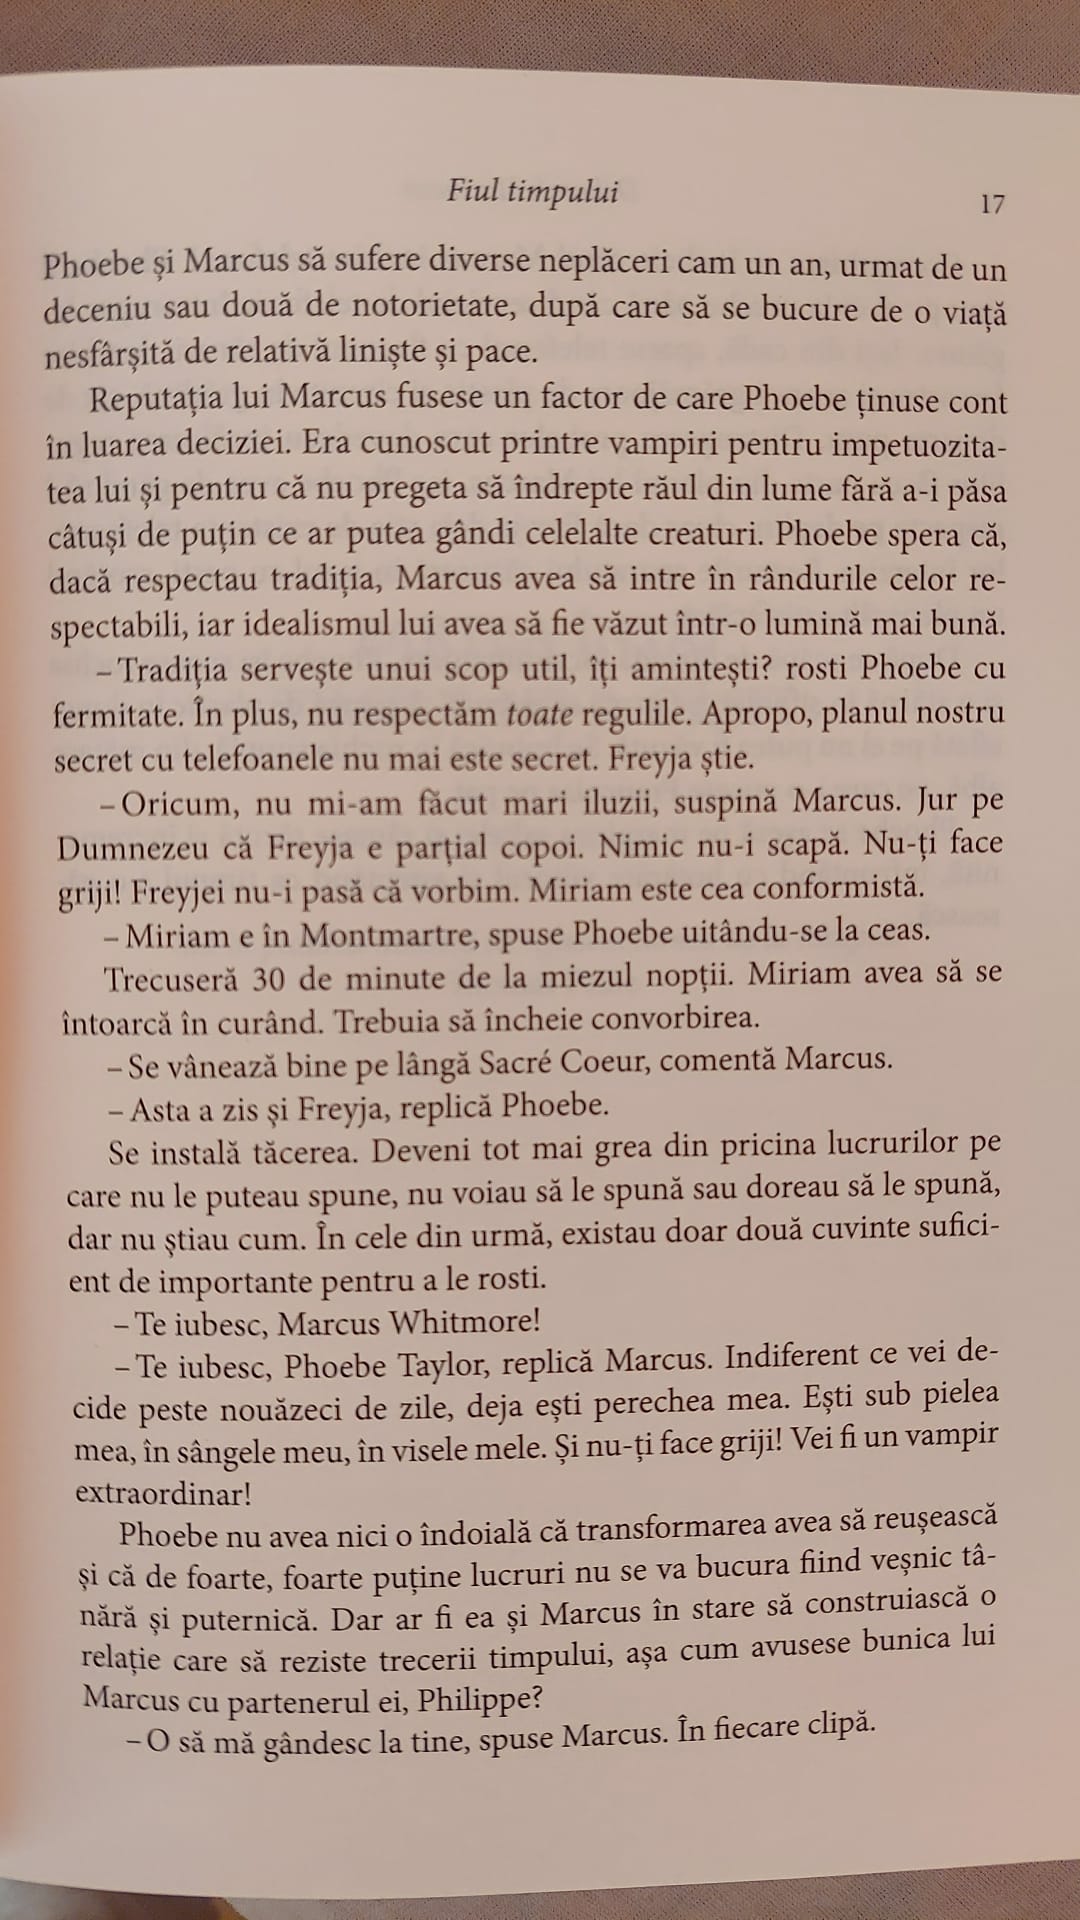 Fiul timpului
17
Phoebe și Marcus să sufere diverse neplăceri cam un an, urmat de un
deceniu sau două de notorietate, după care să se bucure de o viață
nesfârșită de relativă liniște și pace.
Reputația lui Marcus fusese un factor de care Phoebe ținuse cont
în luarea deciziei. Era cunoscut printre vampiri pentru impetuozita-
tea lui și pentru că nu pregeta să îndrepte răul din lume fără a-i păsa
câtuși de puțin ce ar putea gândi celelalte creaturi. Phoebe spera că,
dacă respectau tradiția, Marcus avea să intre în rândurile celor re-
spectabili, iar idealismul lui avea să fie văzut într-o lumină mai bună.
– Tradiția servește unui scop util, îți amintești? rosti Phoebe cu
fermitate. În plus, nu respectăm toate regulile. Apropo, planul nostru
secret cu telefoanele nu mai este secret. Freyja știe.
– Oricum, nu mi-am făcut mari iluzii, suspină Marcus. Jur pe
Dumnezeu că Freyja e parțial copoi. Nimic nu-i scapă. Nu-ți face
griji! Freyjei nu-i pasă că vorbim. Miriam este cea conformistă.
– Miriam e în Montmartre, spuse Phoebe uitându-se la ceas.
Trecuseră 30 de minute de la miezul nopții. Miriam avea să se
întoarcă în curând. Trebuia să încheie convorbirea.
– Se vânează bine pe lângă Sacré Coeur, comentă Marcus.
– Asta a zis și Freyja, replică Phoebe.
Se instală tăcerea. Deveni tot mai grea din pricina lucrurilor pe
care nu le puteau spune, nu voiau să le spună sau doreau să le spună,
dar nu știau cum. În cele din urmă, existau doar două cuvinte sufici-
ent de importante pentru a le rosti.
– Te iubesc, Marcus Whitmore!
– Te iubesc, Phoebe Taylor, replică Marcus. Indiferent ce vei de-
cide peste nouăzeci de zile, deja ești perechea mea. Ești sub pielea
mea, în sângele meu, în visele mele. Și nu-ți face griji! Vei fi un vampir
extraordinar!
Phoebe nu avea nici o îndoială că transformarea avea să reușească
și că de foarte, foarte puține lucruri nu se va bucura fiind veșnic tâ-
nără și puternică. Dar ar fi ea și Marcus în stare să construiască o
relație care să reziste trecerii timpului, așa cum avusese bunica lui
Marcus cu partenerul ei, Philippe?
– O să mă gândesc la tine, spuse Marcus. În fiecare clipă.